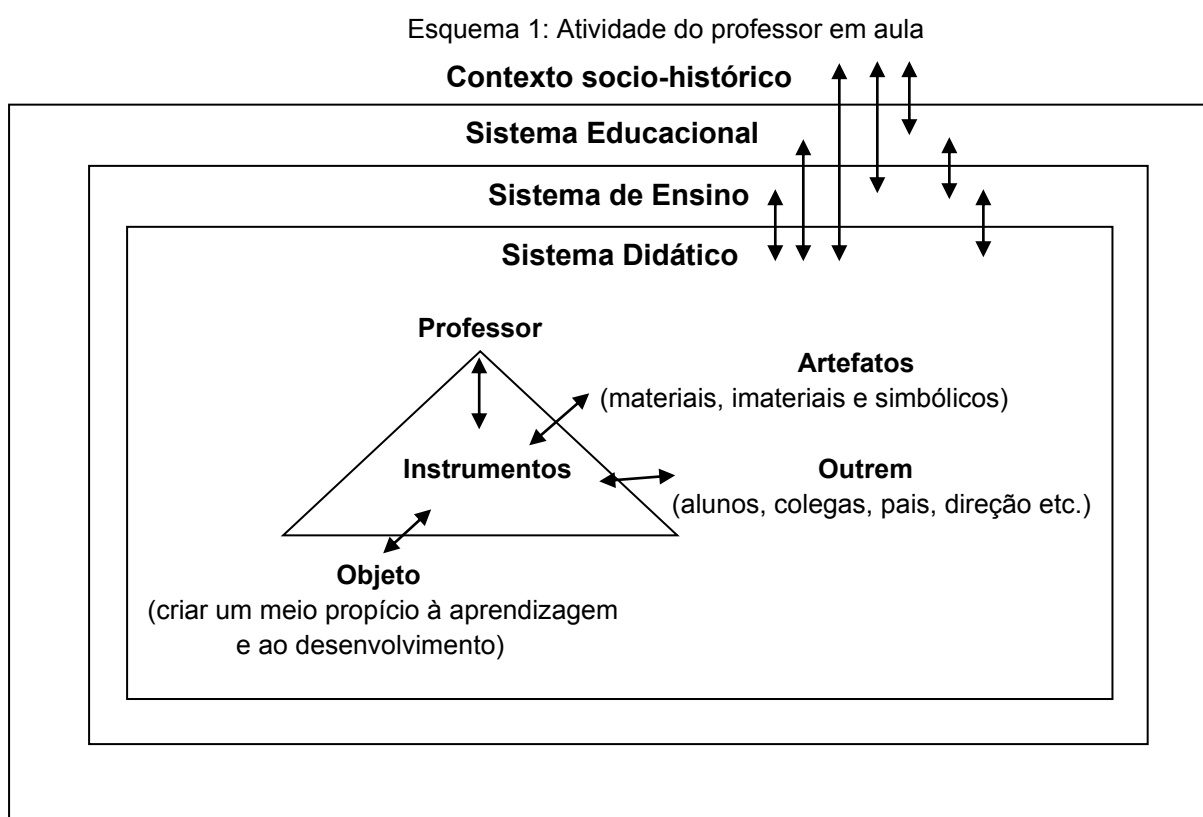 Esquema 1: Atividade do professor em aula
Contexto socio-histórico
Sistema Educacional
Sistema de Ensino
Sistema Didático
Professor
Artefatos
(materiais, imateriais e simbólicos)
Instrumentos
Outrem
(alunos, colegas, pais, direção etc.)
Objeto
(criar um meio propício à aprendizagem
e ao desenvolvimento)